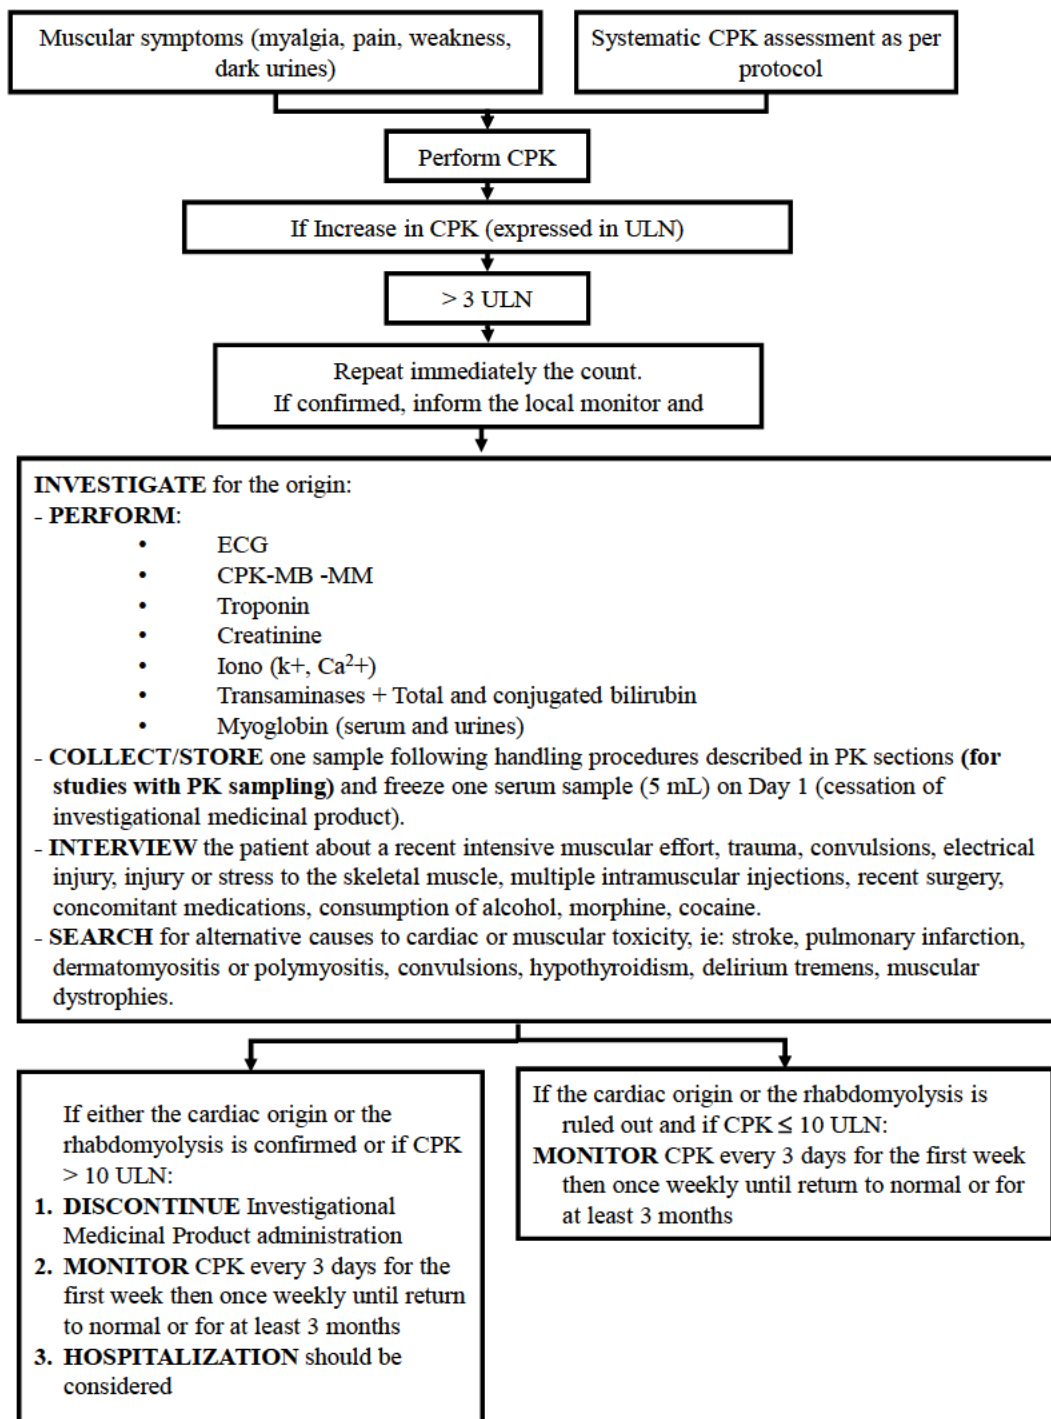 Muscular symptoms (myalgia, pain, weakness,
dark urines)
Systematic CPK assessment as per
protocol
Perform CPK
If Increase in CPK (expressed in ULN)
> 3 ULN
Repeat immediately the count.
If confirmed, inform the local monitor and
INVESTIGATE for the origin:
- PERFORM:
• ECG
• CPK-MB -MM
• Troponin
• Creatinine
• Iono (k+, Ca²+)
• Transaminases + Total and conjugated bilirubin
• Myoglobin (serum and urines)
- COLLECT/STORE one sample following handling procedures described in PK sections (for
studies with PK sampling) and freeze one serum sample (5 mL) on Day 1 (cessation of
investigational medicinal product).
- INTERVIEW the patient about a recent intensive muscular effort, trauma, convulsions, electrical
injury, injury or stress to the skeletal muscle, multiple intramuscular injections, recent surgery,
concomitant medications, consumption of alcohol, morphine, cocaine.
- SEARCH for alternative causes to cardiac or muscular toxicity, ie: stroke, pulmonary infarction,
dermatomyositis or polymyositis, convulsions, hypothyroidism, delirium tremens, muscular
dystrophies.
If either the cardiac origin or the
rhabdomyolysis is confirmed or if CPK
> 10 ULN:
1. DISCONTINUE Investigational
Medicinal Product administration
2. MONITOR CPK every 3 days for the
first week then once weekly until return
to normal or for at least 3 months
3. HOSPITALIZATION should be
considered
If the cardiac origin or the rhabdomyolysis is
ruled out and if CPK ≤ 10 ULN:
MONITOR CPK every 3 days for the first week
then once weekly until return to normal or for
at least 3 months